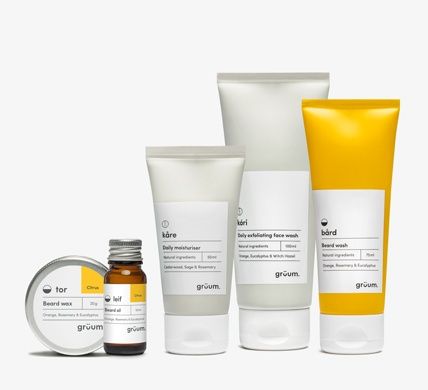 tor
Citrus
Beard wax
20g
Orange, Rosemary & Eucalyptus
grüum.
leif
Citrus
Beard oil
grüum.
kåre
Daily moisturiser
Natural ingredients
50ml
Cedarwood, Sage & Rosemary
grüum.
kóri
Daily exfoliating face wash
Natural ingredients
100ml
Orange, Eucalyptus & Witch Hazel
grüum.
bård
Beard wash
Natural ingredients
75ml
Orange, Rosemary & Eucalyptus
grüum.